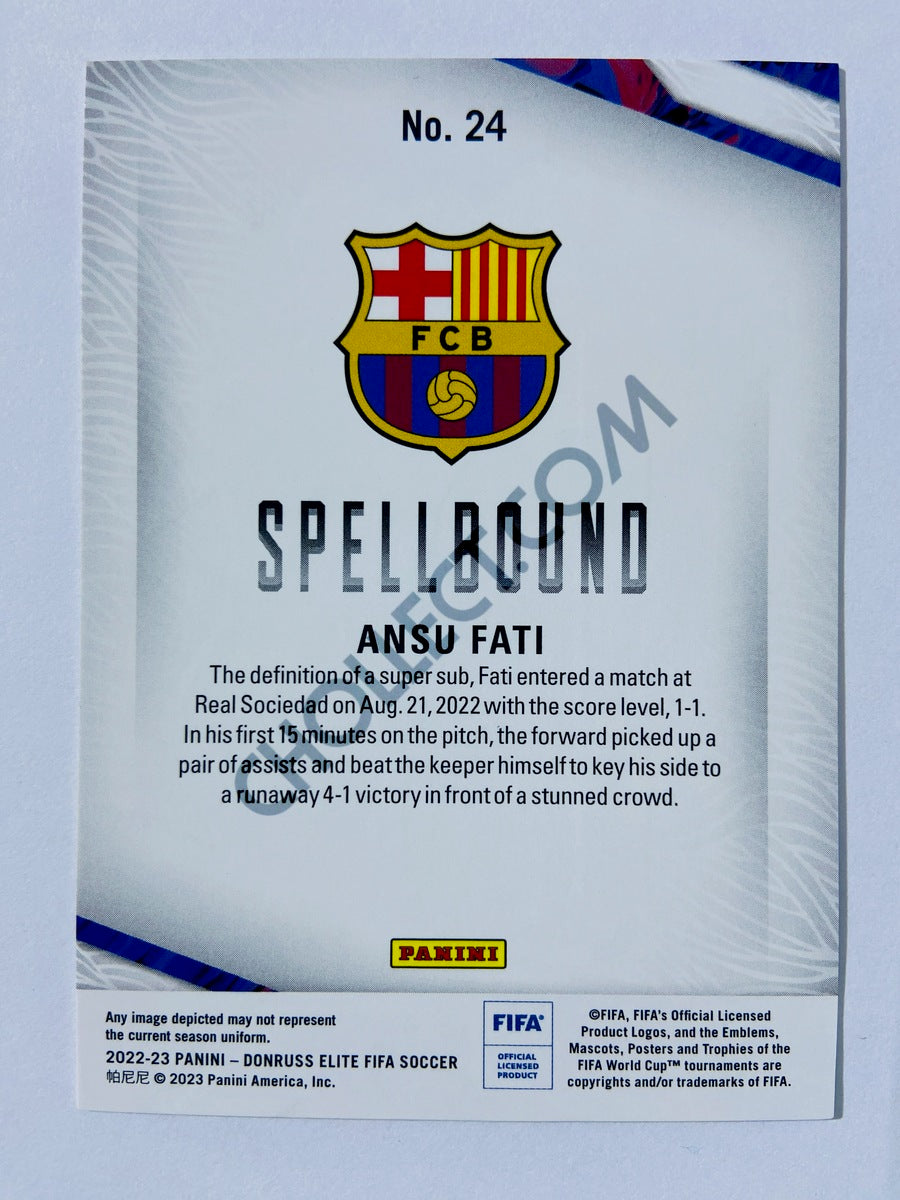 No. 24
FCB
SPELLBOUND
ANSU FATI
The definition of a super sub, Fati entered a match at
Real Sociedad on Aug. 21, 2022 with the score level, 1-1.
In his first 15 minutes on the pitch, the forward picked up a
pair of assists and beat the keeper himself to key his side to
a runaway 4-1 victory in front of a stunned crowd.
CHOLLECT.COM
PANINI
Any image depicted may not represent
the current season uniform.
2022-23 PANINI – DONRUSS ELITE FIFA SOCCER
帕尼尼 © 2023 Panini America, Inc.
FIFA®
OFFICIAL
LICENSED
PRODUCT
©FIFA, FIFA's Official Licensed
Product Logos, and the Emblems,
Mascots, Posters and Trophies of the
FIFA World Cup™ tournaments are
copyrights and/or trademarks of FIFA.